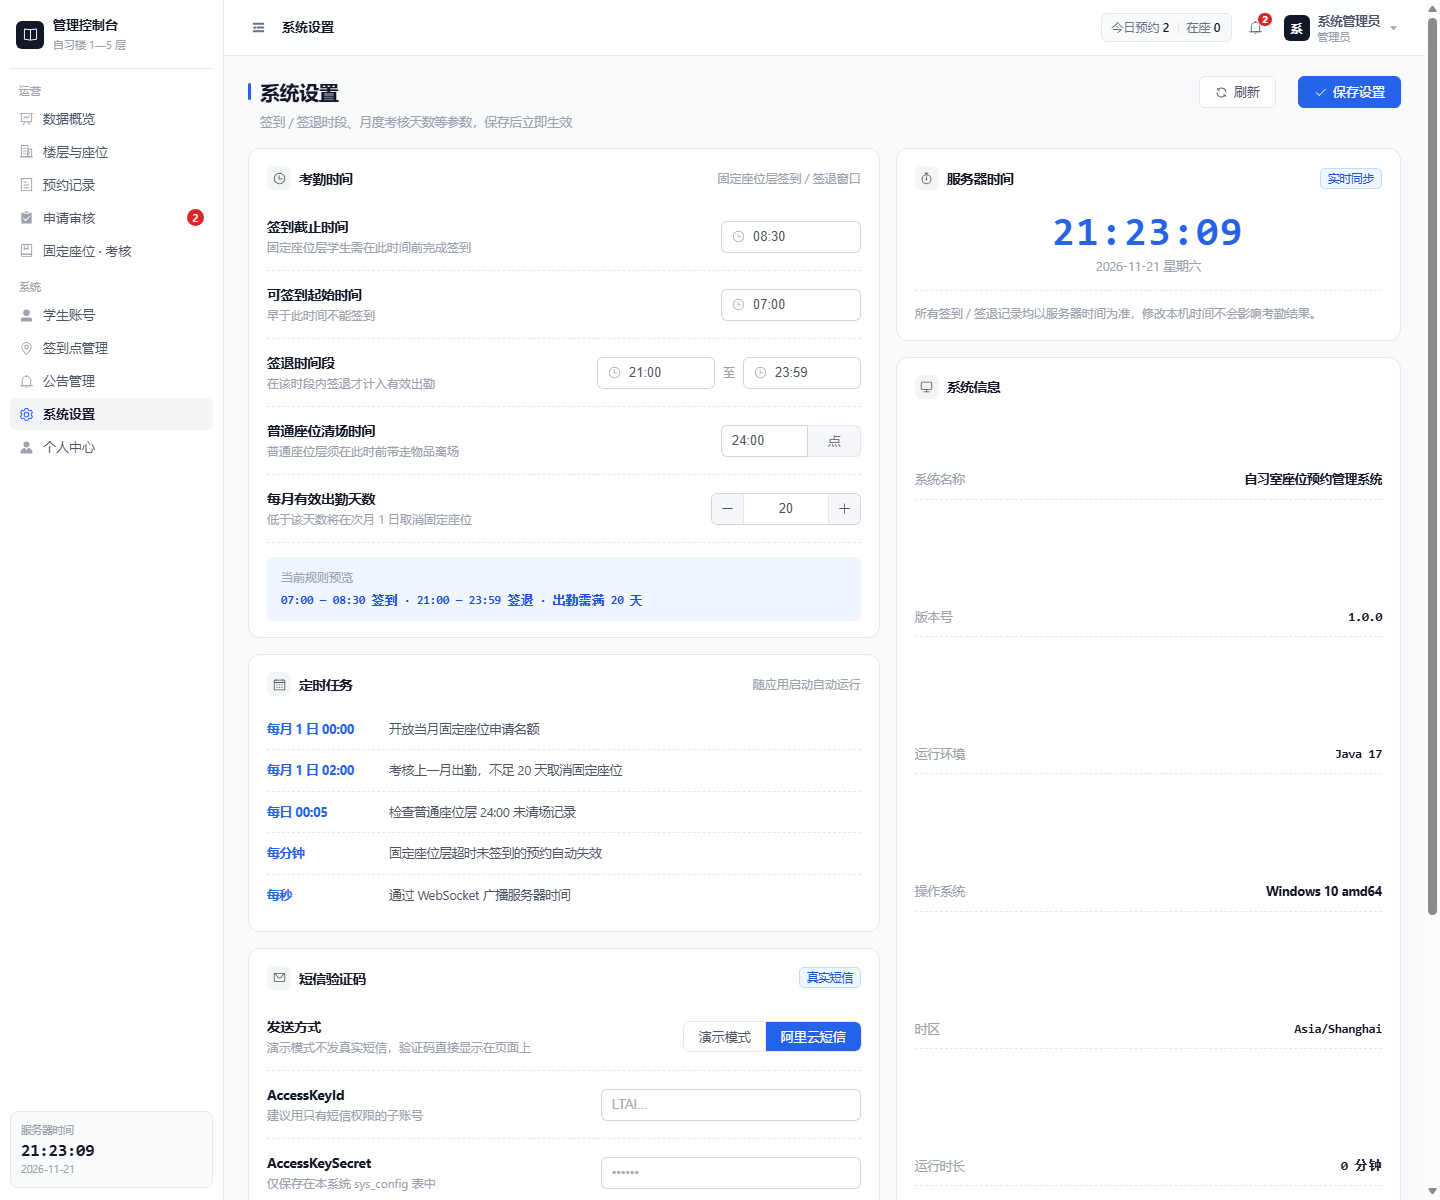 管理控制台
自习楼 1—5 层
运营
数据概览
楼层与座位
预约记录
申请审核
2
固定座位 · 考核
系统
学生账号
签到点管理
公告管理
系统设置
个人中心
服务器时间
21:23:09
2026-11-21
系统设置
今日预约 2
在座 0
2
系
系统管理员
管理员
系统设置
签到 / 签退时段、月度考核天数等参数，保存后立即生效
刷新
保存设置
考勤时间
固定座位层签到 / 签退窗口
签到截止时间
固定座位层学生需在此时间前完成签到
08:30
可签到起始时间
早于此时间不能签到
07:00
签退时间段
在该时段内签退才计入有效出勤
21:00 至 23:59
普通座位清场时间
普通座位层须在此时前带走物品离场
24:00 点
每月有效出勤天数
低于该天数将在次月 1 日取消固定座位
20
当前规则预览
07:00 — 08:30 签到 · 21:00 — 23:59 签退 · 出勤需满 20 天
定时任务
随应用启动自动运行
每月 1 日 00:00 开放当月固定座位申请名额
每月 1 日 02:00 考核上一月出勤，不足 20 天取消固定座位
每日 00:05 检查普通座位层 24:00 未清场记录
每分钟 固定座位层超时未签到的预约自动失效
每秒 通过 WebSocket 广播服务器时间
短信验证码
真实短信
发送方式
演示模式不发真实短信，验证码直接显示在页面上
演示模式 阿里云短信
AccessKeyId
建议用只有短信权限的子账号
LTAI...
AccessKeySecret
仅保存在本系统 sys_config 表中
••••••
服务器时间
实时同步
21:23:09
2026-11-21 星期六
所有签到 / 签退记录均以服务器时间为准，修改本机时间不会影响考勤结果。
系统信息
系统名称 自习室座位预约管理系统
版本号 1.0.0
运行环境 Java 17
操作系统 Windows 10 amd64
时区 Asia/Shanghai
运行时长 0 分钟